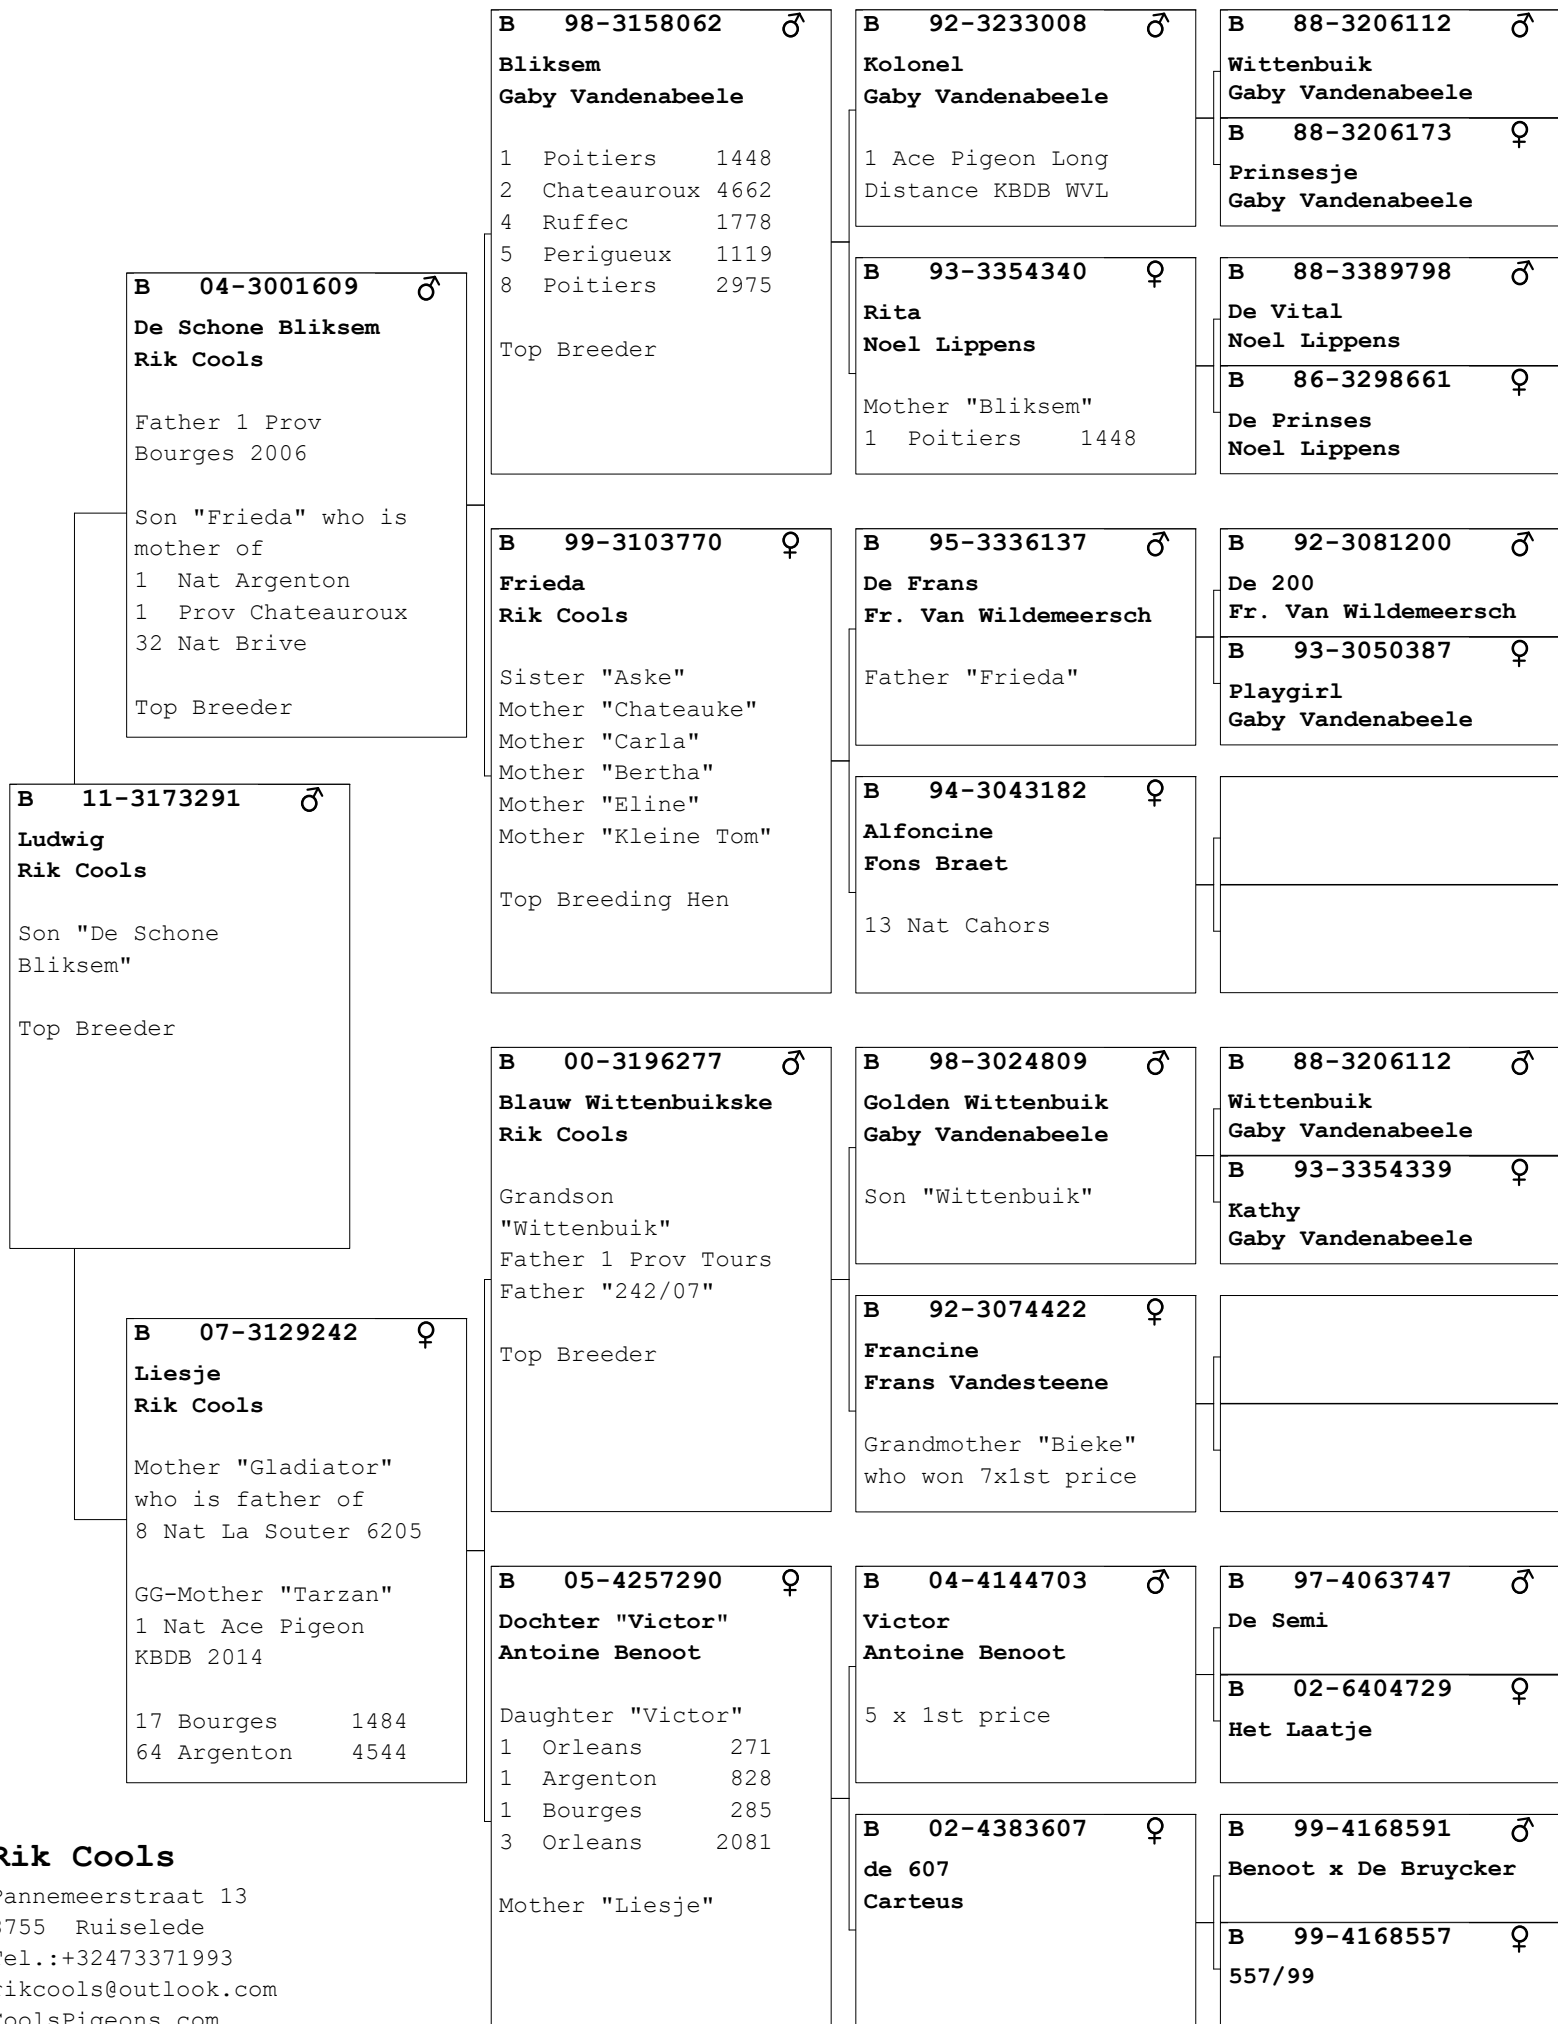 B 11-3173291 ♂
Ludwig
Rik Cools
Son "De Schone
Bliksem"
Top Breeder
B 04-3001609 ♂
De Schone Bliksem
Rik Cools
Father 1 Prov
Bourges 2006
Son "Frieda" who is
mother of
1 Nat Argenton
1 Prov Chateauroux
32 Nat Brive
Top Breeder
B 07-3129242 ♀
Liesje
Rik Cools
Mother "Gladiator"
who is father of
8 Nat La Souter 6205
GG-Mother "Tarzan"
1 Nat Ace Pigeon
KBDB 2014
17 Bourges 1484
64 Argenton 4544
B 98-3158062 ♂
Bliksem
Gaby Vandenabeele
1 Poitiers 1448
2 Chateauroux 4662
4 Ruffec 1778
5 Perigueux 1119
8 Poitiers 2975
Top Breeder
B 99-3103770 ♀
Frieda
Rik Cools
Sister "Aske"
Mother "Chateauke"
Mother "Carla"
Mother "Bertha"
Mother "Eline"
Mother "Kleine Tom"
Top Breeding Hen
B 00-3196277 ♂
Blauw Wittenbuikske
Rik Cools
Grandson
"Wittenbuik"
Father 1 Prov Tours
Father "242/07"
Top Breeder
B 05-4257290 ♀
Dochter "Victor"
Antoine Benoot
Daughter "Victor"
1 Orleans 271
1 Argenton 828
1 Bourges 285
3 Orleans 2081
Mother "Liesje"
B 92-3233008 ♂
Kolonel
Gaby Vandenabeele
1 Ace Pigeon Long
Distance KBDB WVL
B 93-3354340 ♀
Rita
Noel Lippens
Mother "Bliksem"
1 Poitiers 1448
B 95-3336137 ♂
De Frans
Fr. Van Wildemeersch
Father "Frieda"
B 94-3043182 ♀
Alfoncine
Fons Braet
13 Nat Cahors
B 98-3024809 ♂
Golden Wittenbuik
Gaby Vandenabeele
Son "Wittenbuik"
B 92-3074422 ♀
Francine
Frans Vandesteene
Grandmother "Bieke"
who won 7x1st price
B 04-4144703 ♂
Victor
Antoine Benoot
5 x 1st price
B 02-4383607 ♀
de 607
Carteus
B 88-3206112 ♂
Wittenbuik
Gaby Vandenabeele
B 88-3206173 ♀
Prinsesje
Gaby Vandenabeele
B 88-3389798 ♂
De Vital
Noel Lippens
B 86-3298661 ♀
De Prinses
Noel Lippens
B 92-3081200 ♂
De 200
Fr. Van Wildemeersch
B 93-3050387 ♀
Playgirl
Gaby Vandenabeele
B 88-3206112 ♂
Wittenbuik
Gaby Vandenabeele
B 93-3354339 ♀
Kathy
Gaby Vandenabeele
B 97-4063747 ♂
De Semi
B 02-6404729 ♀
Het Laatje
B 99-4168591 ♂
Benoot x De Bruycker
B 99-4168557 ♀
557/99
Rik Cools
Pannemeerstraat 13
8755 Ruiselede
Tel.:+32473371993
rikcools@outlook.com
CoolsPigeons.com